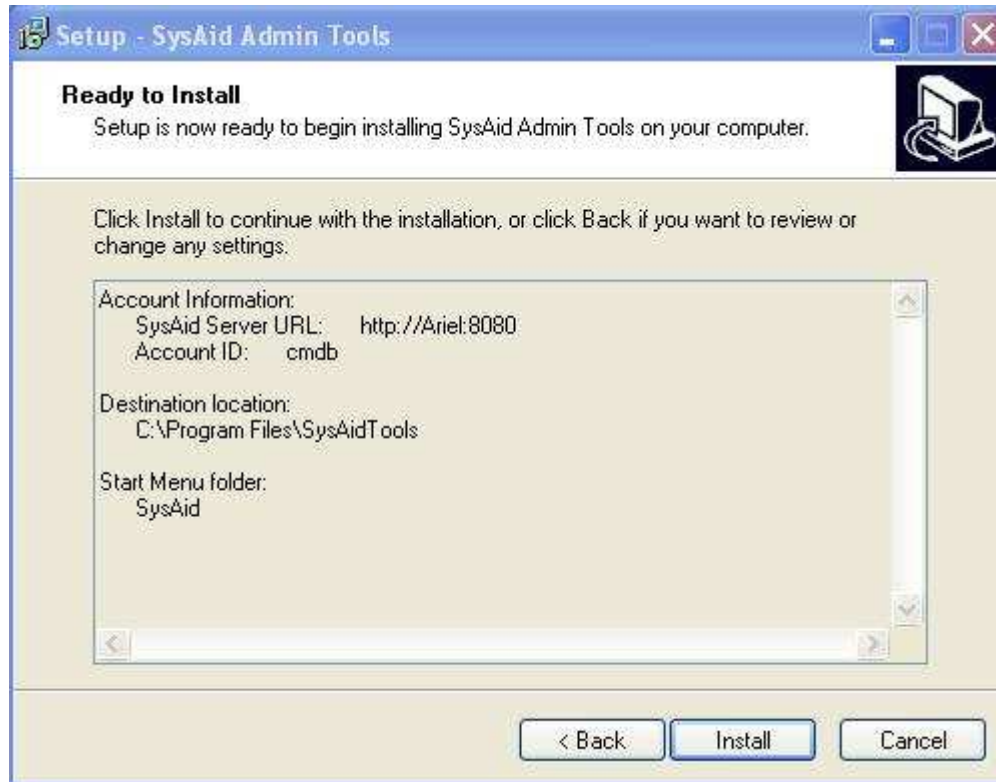 Setup - SysAid Admin Tools
Ready to Install
Setup is now ready to begin installing SysAid Admin Tools on your computer.
Click Install to continue with the installation, or click Back if you want to review or
change any settings.
Account Information:
SysAid Server URL: http://Ariel:8080
Account ID: cmdb
Destination location:
C:\Program Files\SysAidTools
Start Menu folder:
SysAid
< Back Install Cancel